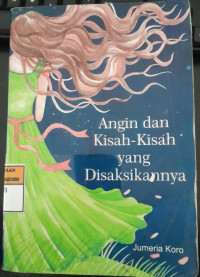 Angin dan
Kisah-Kisah
yang
Disaksikannya
Jumeria Koro